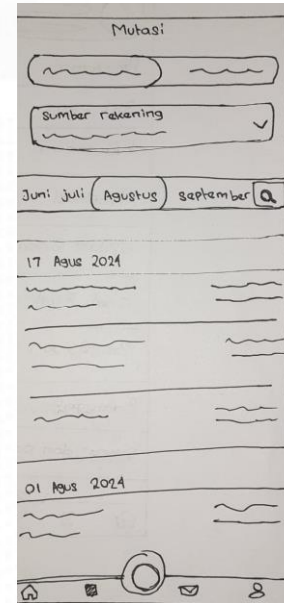 Mutasi
Sumber rekening
Juni Juli Agustus September
17 Agus 2024
01 Agus 2024